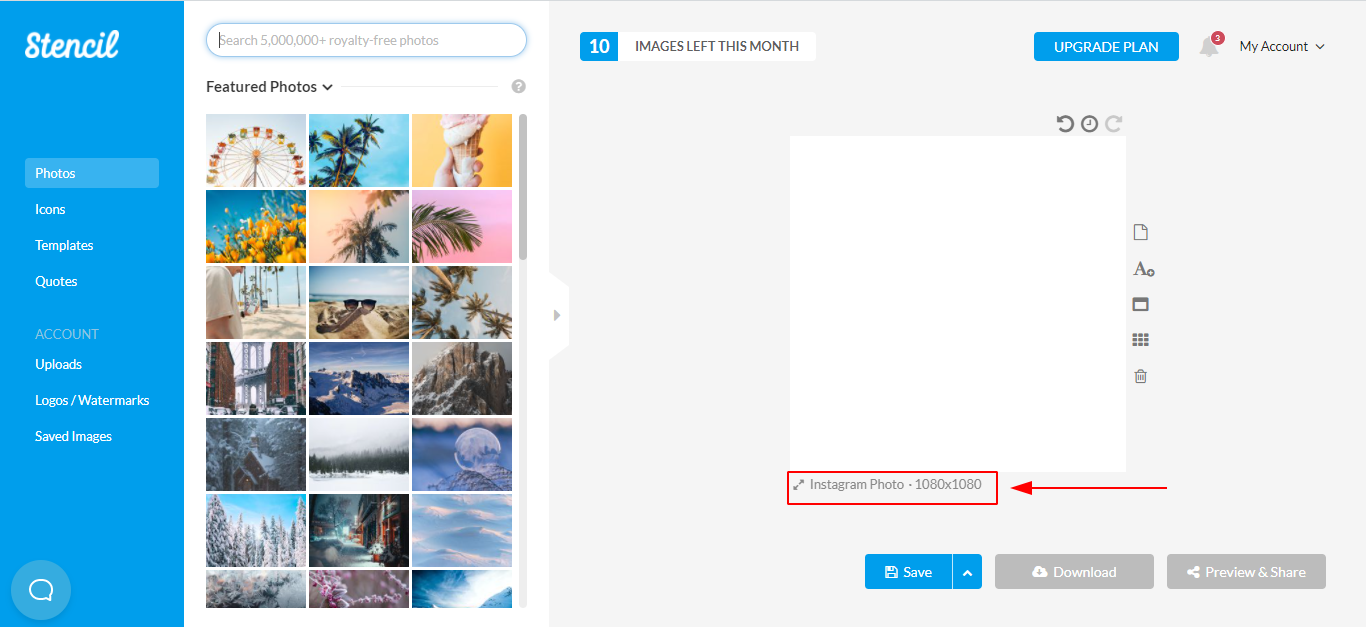 Stencil
Photos
Icons
Templates
Quotes
ACCOUNT
Uploads
Logos / Watermarks
Saved Images
Search 5,000,000+ royalty-free photos
Featured Photos
?
10 IMAGES LEFT THIS MONTH
UPGRADE PLAN
3
My Account
A
Instagram Photo · 1080x1080
Save
Download
Preview & Share